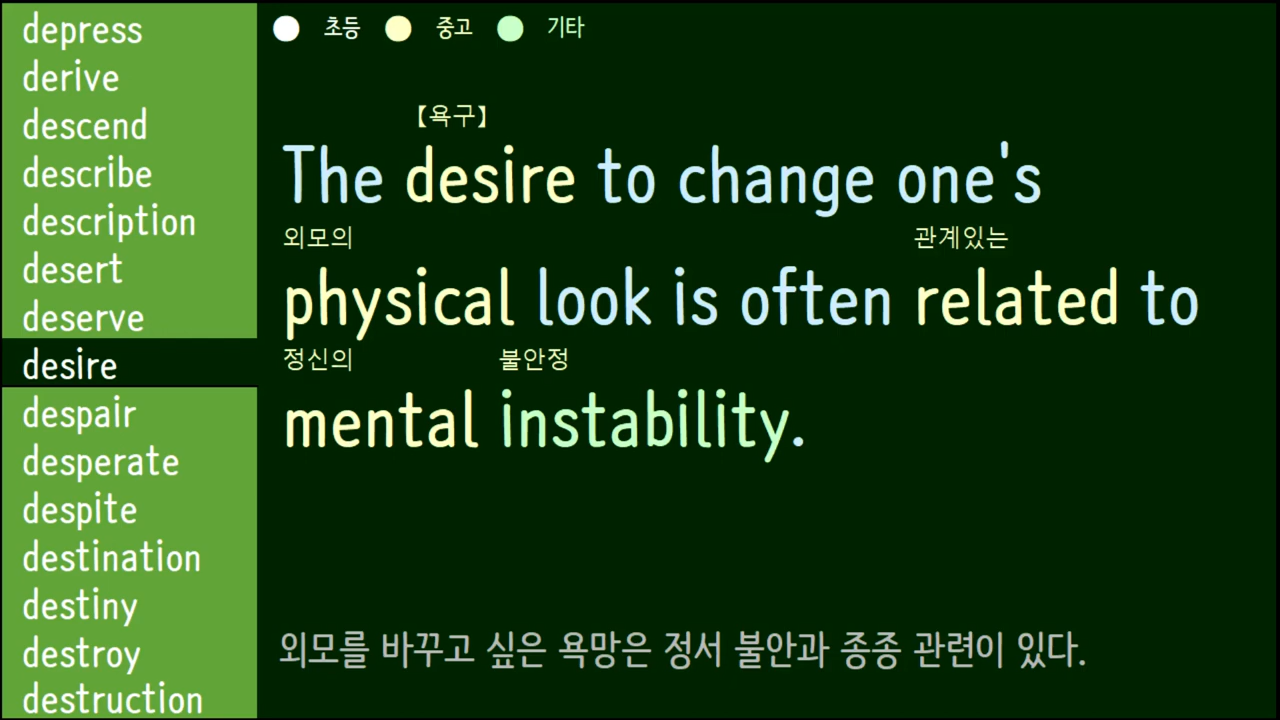 depress
derive
descend
describe
description
desert
deserve
desire
despair
desperate
despite
destination
destiny
destroy
destruction
초등 중고 기타
【욕구】
The desire to change one's
외모의 관계있는
physical look is often related to
정신의 불안정
mental instability.
외모를 바꾸고 싶은 욕망은 정서 불안과 종종 관련이 있다.